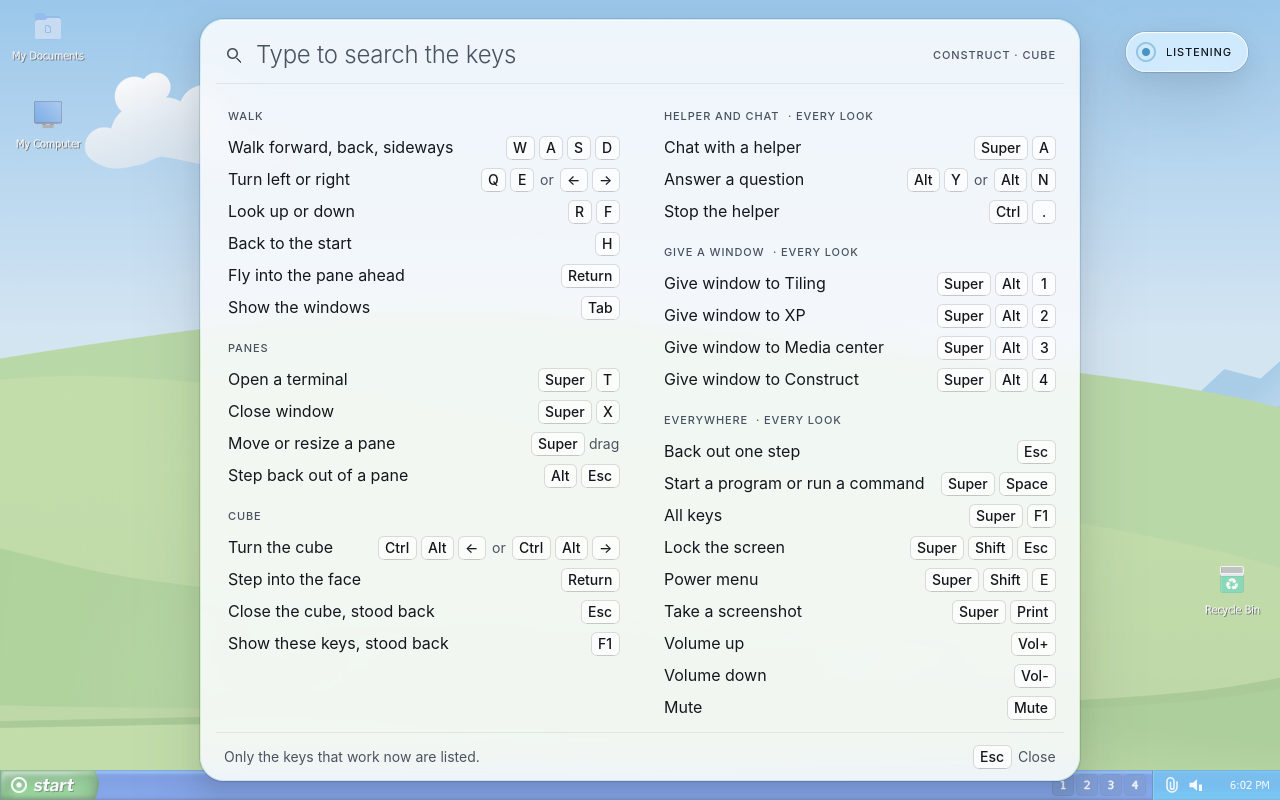 My Documents
My Computer
Type to search the keys
CONSTRUCT · CUBE
LISTENING
WALK
Walk forward, back, sideways W A S D
Turn left or right Q E or ← →
Look up or down R F
Back to the start H
Fly into the pane ahead Return
Show the windows Tab
PANES
Open a terminal Super T
Close window Super X
Move or resize a pane Super drag
Step back out of a pane Alt Esc
CUBE
Turn the cube Ctrl Alt ← or Ctrl Alt →
Step into the face Return
Close the cube, stood back Esc
Show these keys, stood back F1
HELPER AND CHAT · EVERY LOOK
Chat with a helper Super A
Answer a question Alt Y or Alt N
Stop the helper Ctrl .
GIVE A WINDOW · EVERY LOOK
Give window to Tiling Super Alt 1
Give window to XP Super Alt 2
Give window to Media center Super Alt 3
Give window to Construct Super Alt 4
EVERYWHERE · EVERY LOOK
Back out one step Esc
Start a program or run a command Super Space
All keys Super F1
Lock the screen Super Shift Esc
Power menu Super Shift E
Take a screenshot Super Print
Volume up Vol+
Volume down Vol-
Mute Mute
Only the keys that work now are listed.
Esc Close
Recycle Bin
start
1 2 3 4
6:02 PM